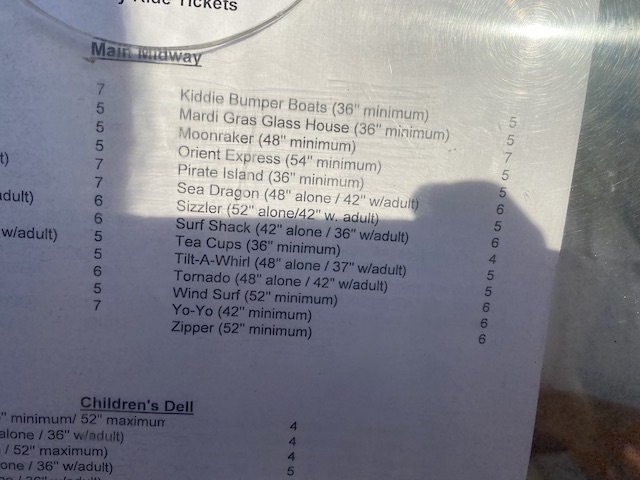 y Ride Tickets
Main Midway
7 Kiddie Bumper Boats (36" minimum) 5
5 Mardi Gras Glass House (36" minimum) 5
5 Moonraker (48" minimum) 7
5 Orient Express (54" minimum) 5
t) 7 Pirate Island (36" minimum) 5
7 Sea Dragon (48" alone / 42" w/adult) 6
adult) 6 Sizzler (52" alone/42" w. adult) 5
6 Surf Shack (42" alone / 36" w/adult) 6
w/adult) 5 Tea Cups (36" minimum) 4
5 Tilt-A-Whirl (48" alone / 37" w/adult) 5
6 Tornado (48" alone / 42" w/adult) 5
5 Wind Surf (52" minimum) 6
7 Yo-Yo (42" minimum) 6
Zipper (52" minimum) 6
Children's Dell
" minimum/ 52" maximum 4
alone / 36" w/adult) 4
/ 52" maximum) 4
one / 36" w/adult) 5